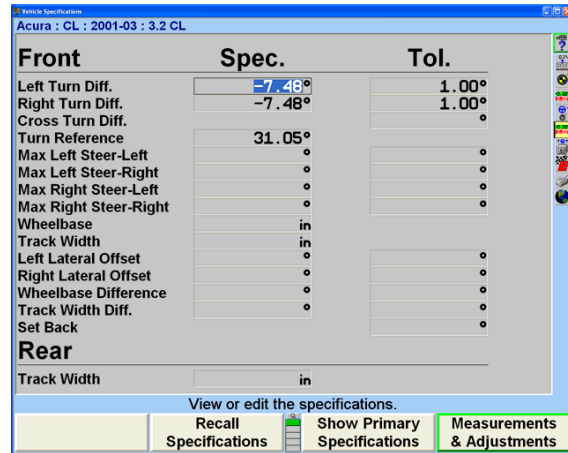 Vehicle Specifications
Acura : CL : 2001-03 : 3.2 CL
Front Spec. Tol.
Left Turn Diff. -7.48° 1.00°
Right Turn Diff. -7.48° 1.00°
Cross Turn Diff. °
Turn Reference 31.05°
Max Left Steer-Left ° °
Max Left Steer-Right ° °
Max Right Steer-Left ° °
Max Right Steer-Right ° °
Wheelbase in
Track Width in
Left Lateral Offset ° °
Right Lateral Offset ° °
Wheelbase Difference ° °
Track Width Diff. ° °
Set Back °
Rear
Track Width in
View or edit the specifications.
Recall Specifications
Show Primary Specifications
Measurements & Adjustments